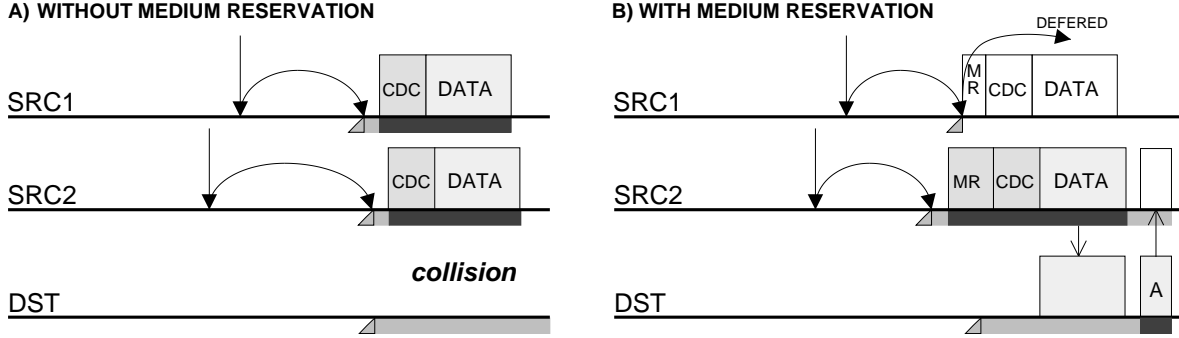 A) WITHOUT MEDIUM RESERVATION
SRC1
CDC DATA
SRC2
CDC DATA
collision
DST
B) WITH MEDIUM RESERVATION
DEFERED
SRC1
M
R
CDC DATA
SRC2
MR CDC DATA
DST
A